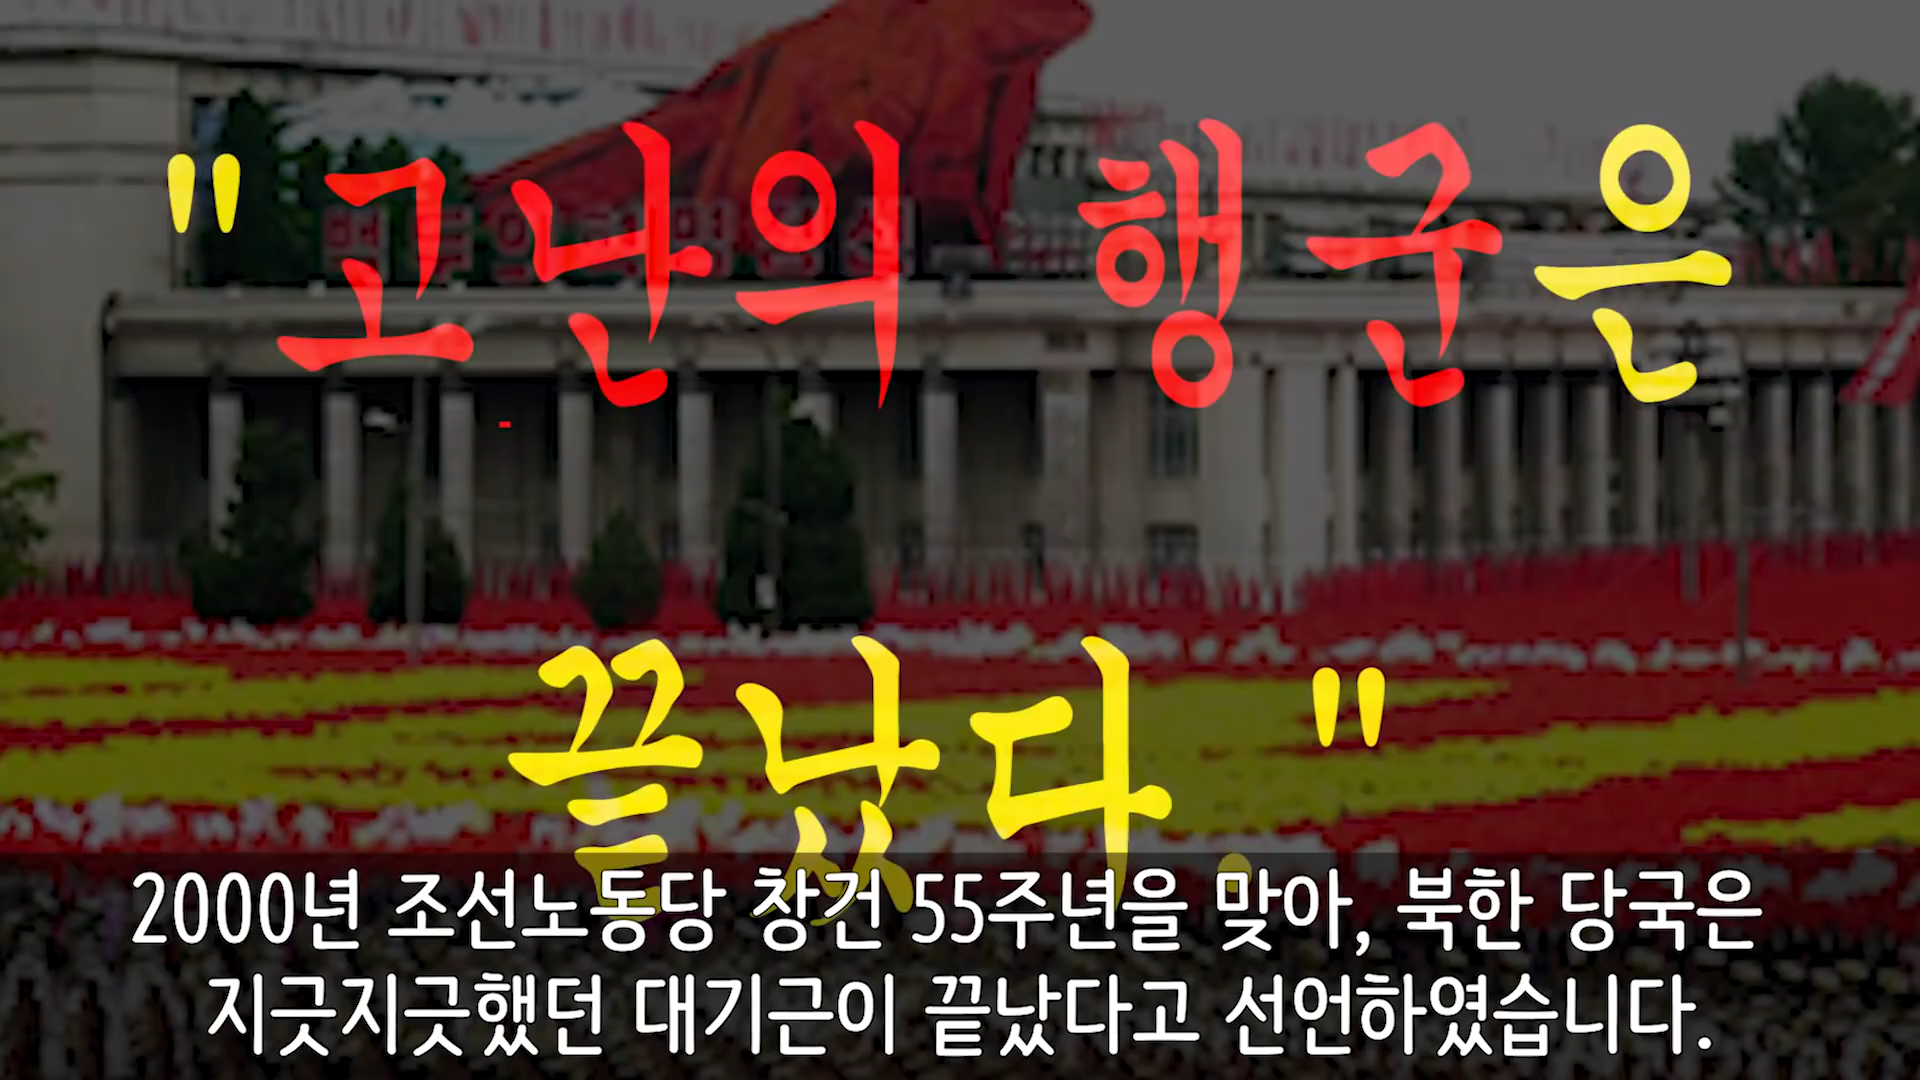 "고난의 행군은
끝났다."
2000년 조선노동당 창건 55주년을 맞아, 북한 당국은
지긋지긋했던 대기근이 끝났다고 선언하였습니다.